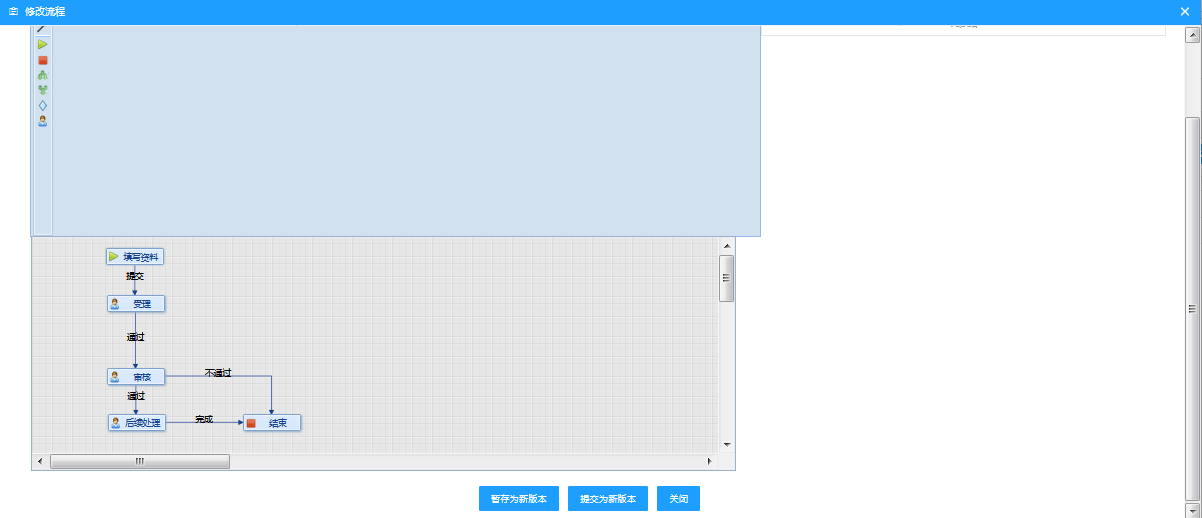 修改流程
填写资料
提交
受理
通过
审核
不通过
通过
后续处理
完成
结束
暂存为新版本
提交为新版本
关闭